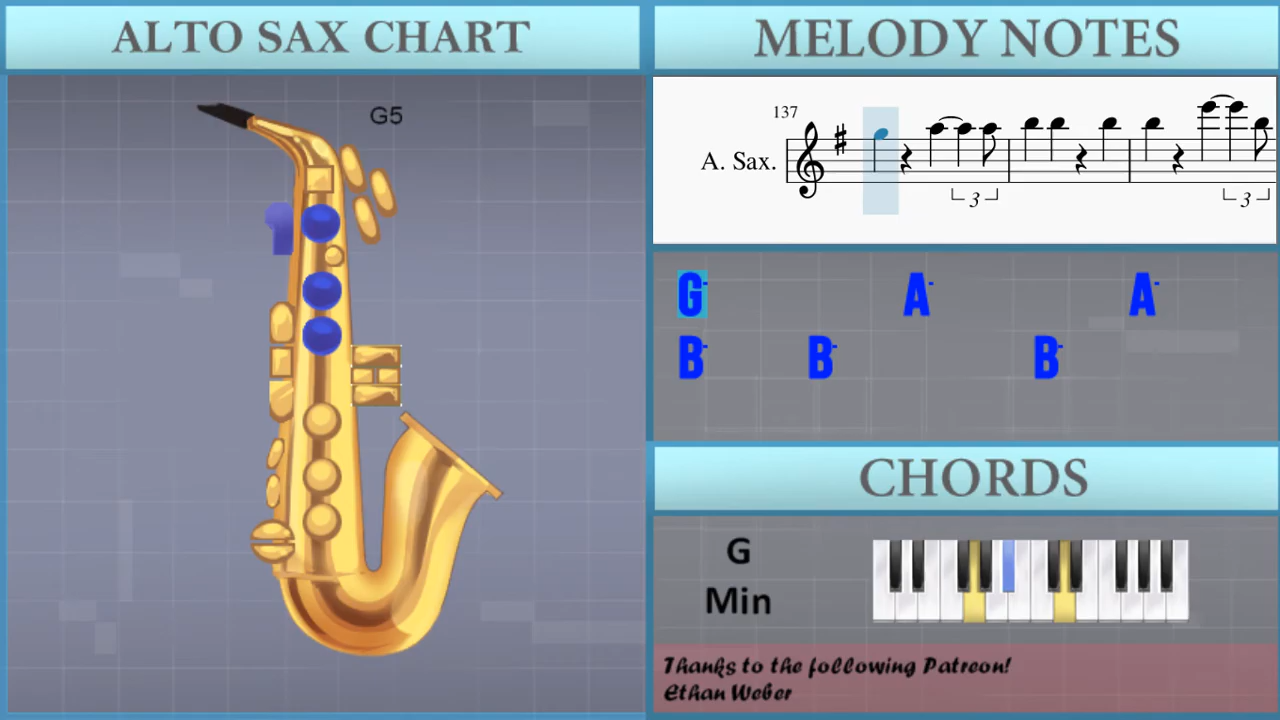 ALTO SAX CHART
G5
MELODY NOTES
137
A. Sax.
3
3
G- A- A-
B- B- B-
CHORDS
G
Min
Thanks to the following Patreon!
Ethan Weber